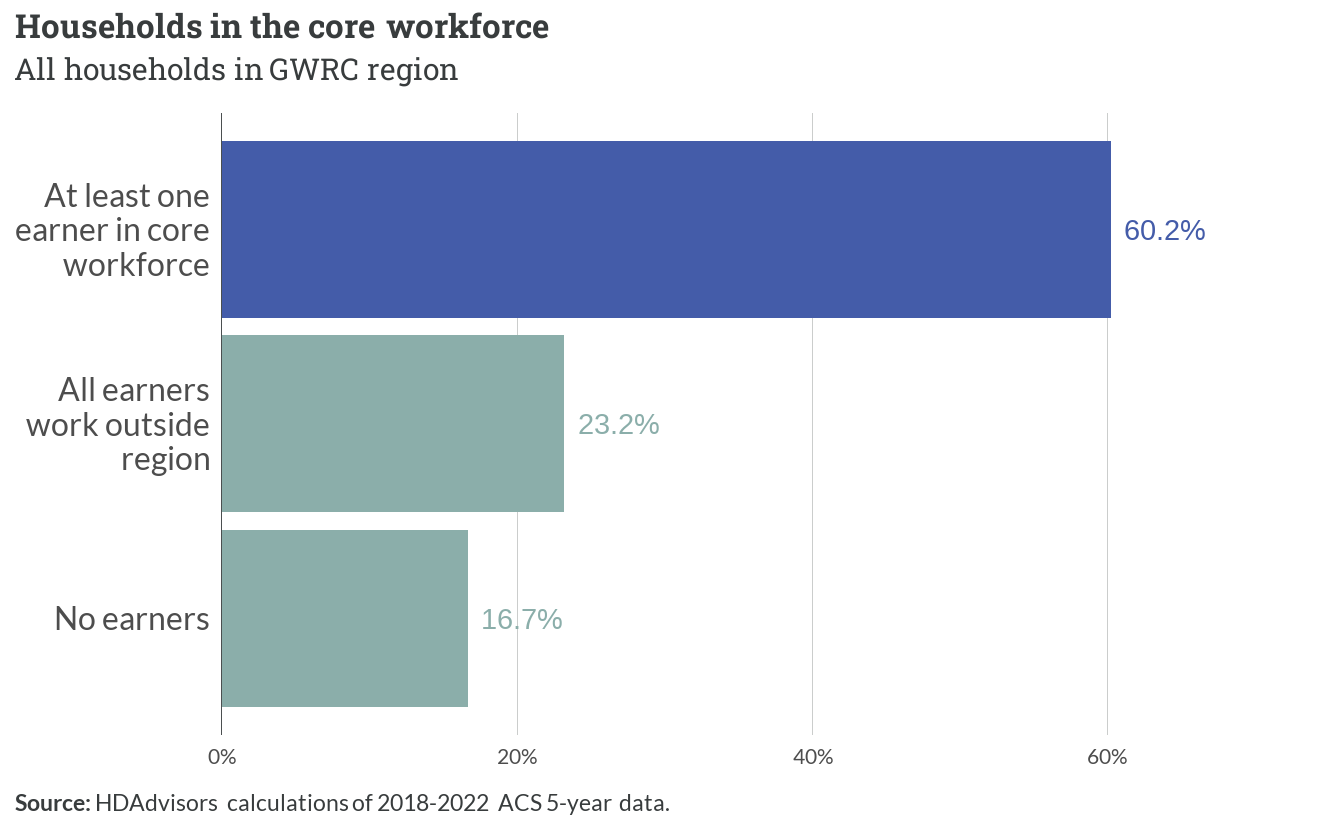 Households in the core workforce
All households in GWRC region
At least one
earner in core
workforce
60.2%
All earners
work outside
region
23.2%
No earners
16.7%
0%
20%
40%
60%
Source: HDAdvisors calculations of 2018-2022 ACS 5-year data.